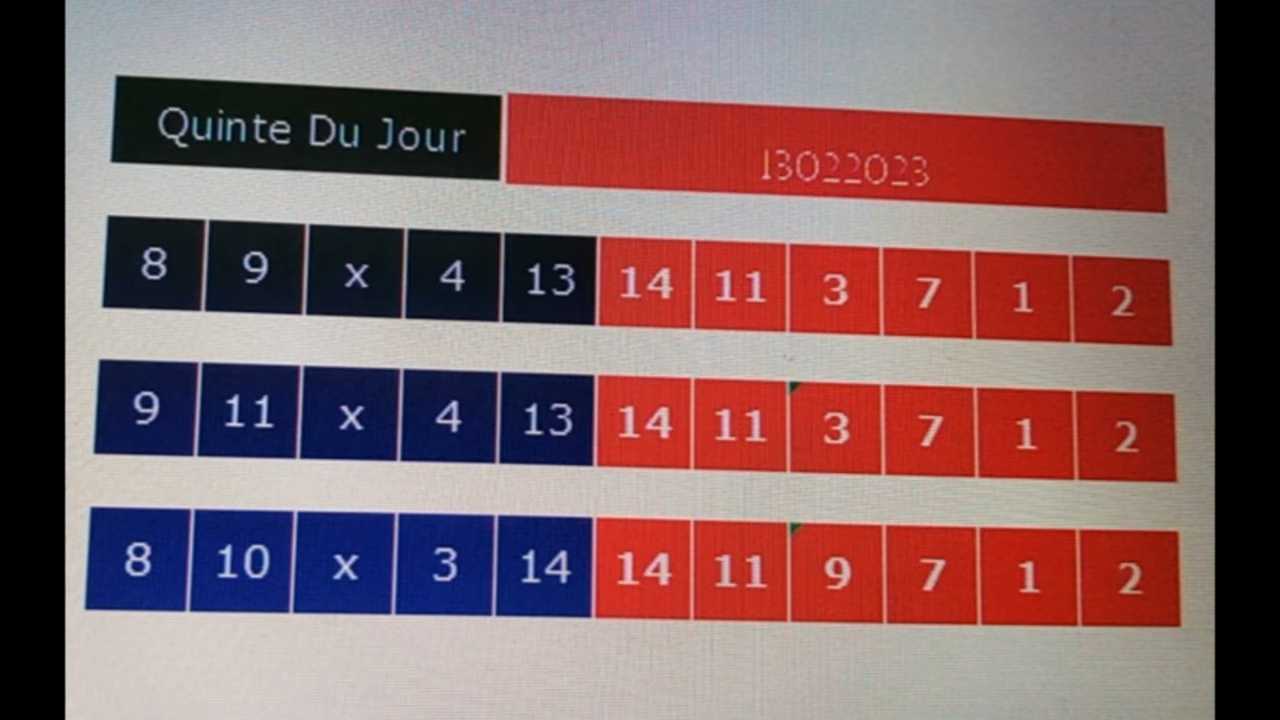 Quinte Du Jour 13022023
8 9 x 4 13 14 11 3 7 1 2
9 11 x 4 13 14 11 3 7 1 2
8 10 x 3 14 14 11 9 7 1 2